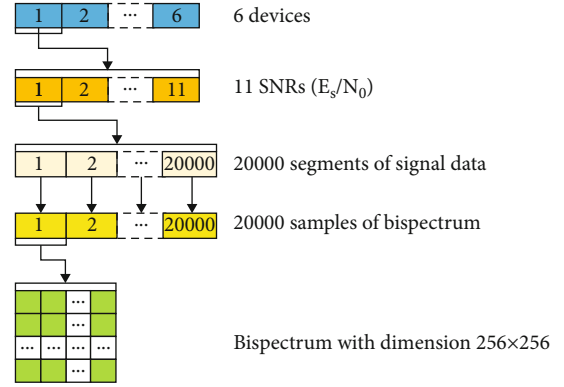 1 2 ... 6 6 devices
1 2 ... 11 11 SNRs (Es/N0)
1 2 ... 20000 20000 segments of signal data
1 2 ... 20000 20000 samples of bispectrum
...
...
... ... ... ... Bispectrum with dimension 256×256
...